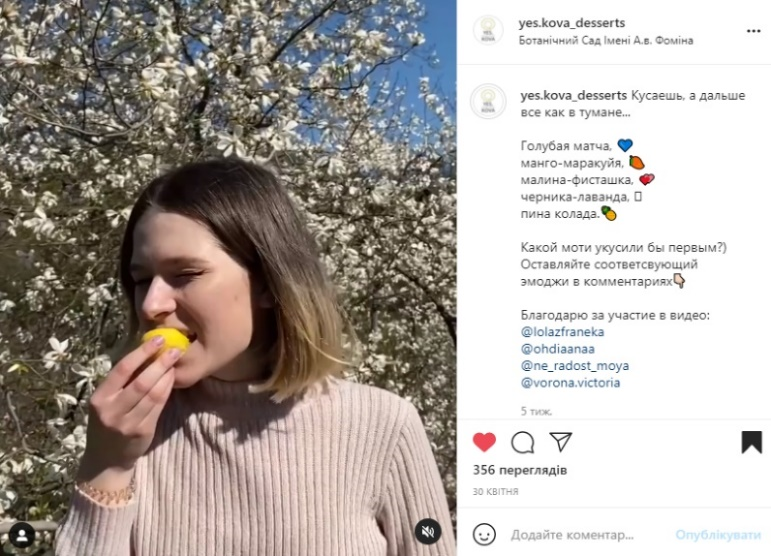 yes.kova_desserts
Ботанічний Сад Імені А.в. Фоміна
yes.kova_desserts Кусаешь, а дальше
все как в тумане...
Голубая матча, 💙
манго-маракуйя, 🥭
малина-фисташка, 💕
черника-лаванда, 
пина колада.🍍
Какой моти укусили бы первым?)
Оставляйте соответсвующий
эмоджи в комментариях👇🏻
Благодарю за участие в видео:
@lolazfraneka
@ohdiaanaa
@ne_radost_moya
@vorona.victoria
5 тиж.
356 переглядів
30 КВІТНЯ
Додайте коментар...
Опублікувати